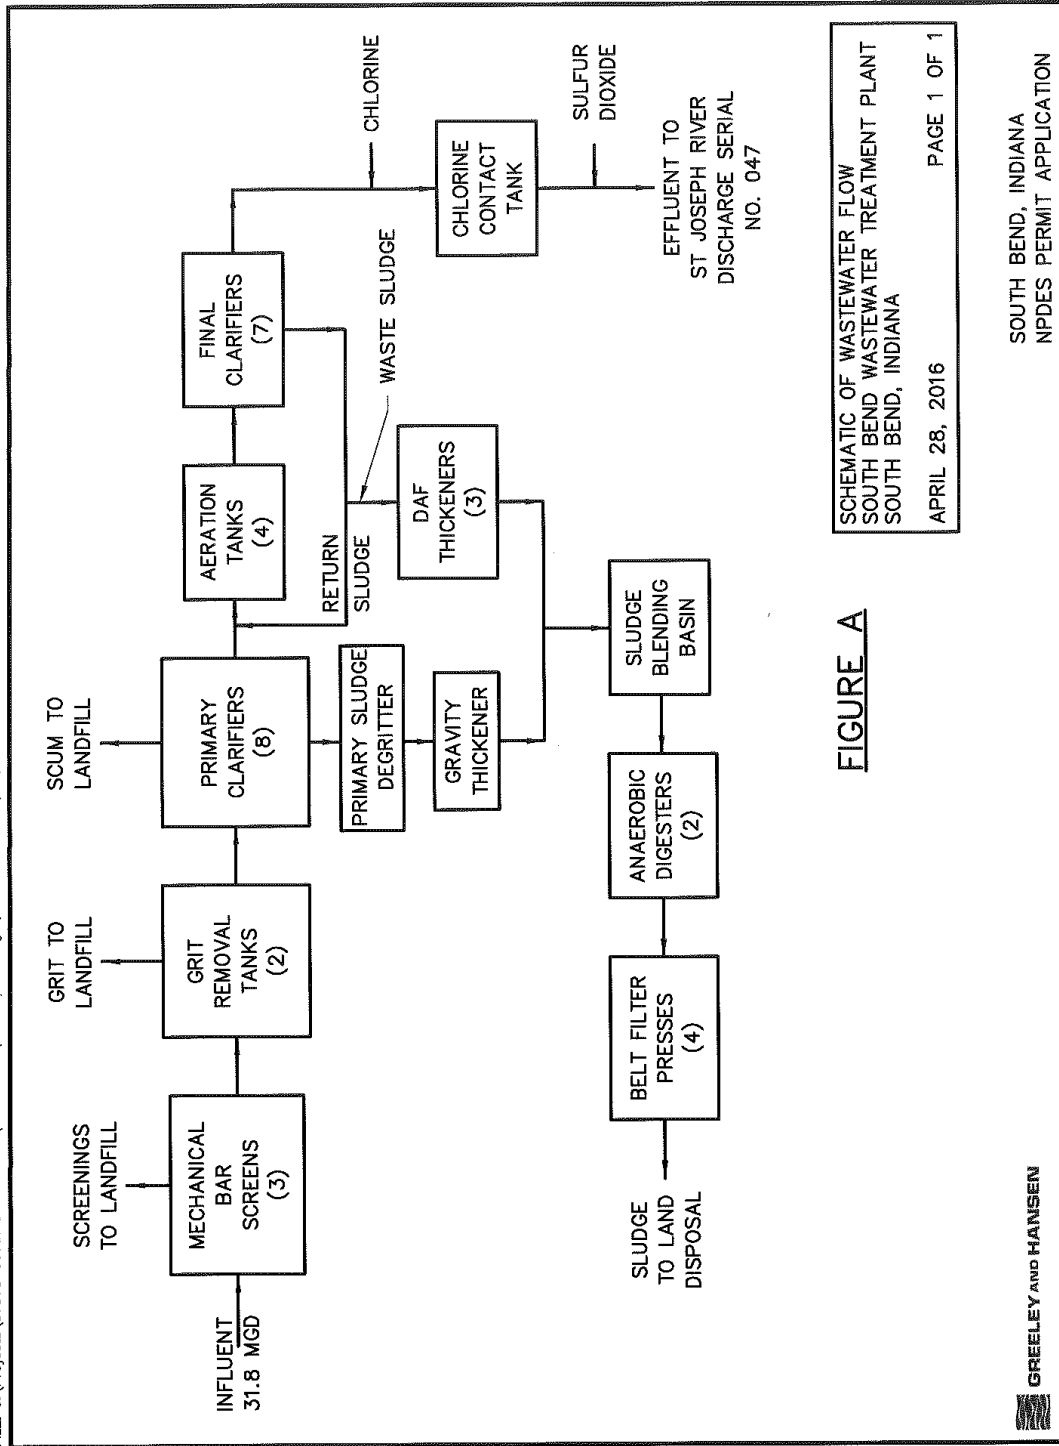 SCREENINGS
TO LANDFILL
GRIT TO
LANDFILL
SCUM TO
LANDFILL
INFLUENT
31.8 MGD
MECHANICAL
BAR
SCREENS
(3)
GRIT
REMOVAL
TANKS
(2)
PRIMARY
CLARIFIERS
(8)
AERATION
TANKS
(4)
FINAL
CLARIFIERS
(7)
CHLORINE
RETURN
SLUDGE
WASTE SLUDGE
PRIMARY SLUDGE
DEGRITTER
GRAVITY
THICKENER
DAF
THICKENERS
(3)
CHLORINE
CONTACT
TANK
SULFUR
DIOXIDE
EFFLUENT TO
ST JOSEPH RIVER
DISCHARGE SERIAL
NO. 047
SLUDGE
TO LAND
DISPOSAL
BELT FILTER
PRESSES
(4)
ANAEROBIC
DIGESTERS
(2)
SLUDGE
BLENDING
BASIN
FIGURE A
SCHEMATIC OF WASTEWATER FLOW
SOUTH BEND WASTEWATER TREATMENT PLANT
SOUTH BEND, INDIANA
APRIL 28, 2016 PAGE 1 OF 1
GREELEY AND HANSEN
SOUTH BEND, INDIANA
NPDES PERMIT APPLICATION